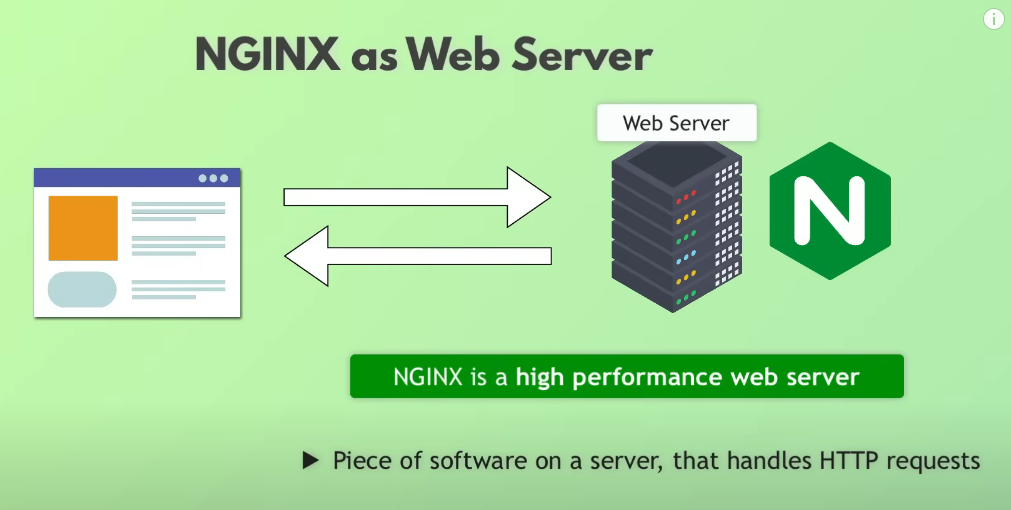 NGINX as Web Server
Web Server
N
NGINX is a high performance web server
Piece of software on a server, that handles HTTP requests